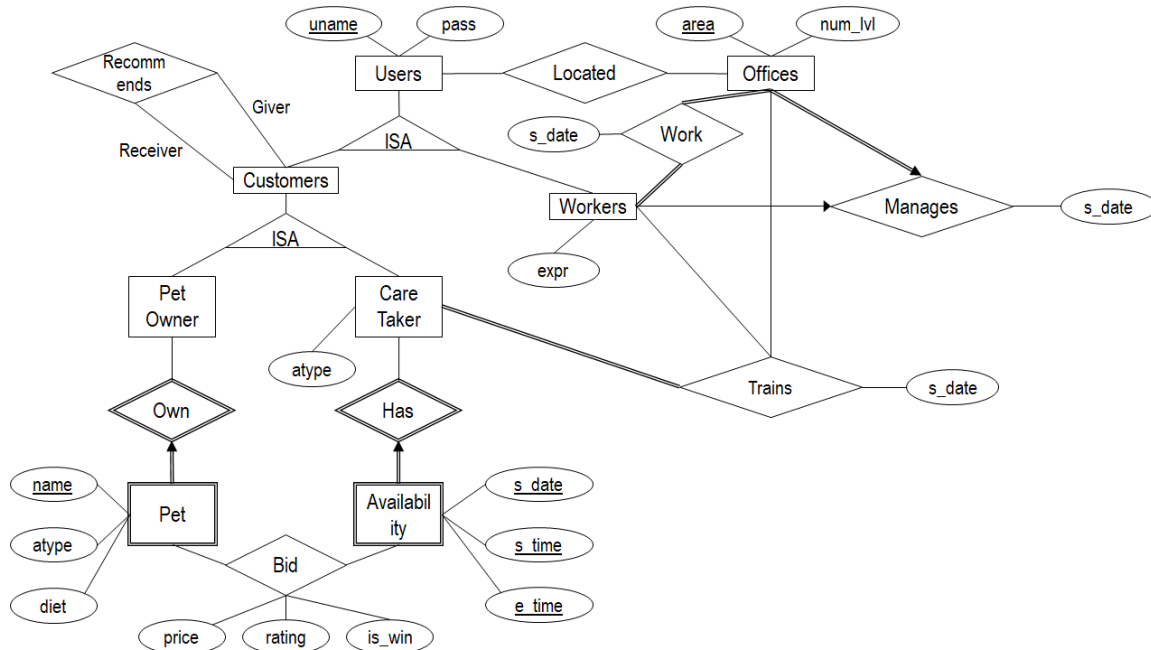 uname
pass
area
num_lvl
Recomm
ends
Users
Located
Offices
Giver
s_date
Work
ISA
Receiver
Customers
Workers
Manages
s_date
ISA
expr
Pet
Owner
Care
Taker
atype
Trains
s_date
Own
Has
name
s_date
Pet
Availabil
ity
atype
s_time
Bid
diet
e_time
price
rating
is_win